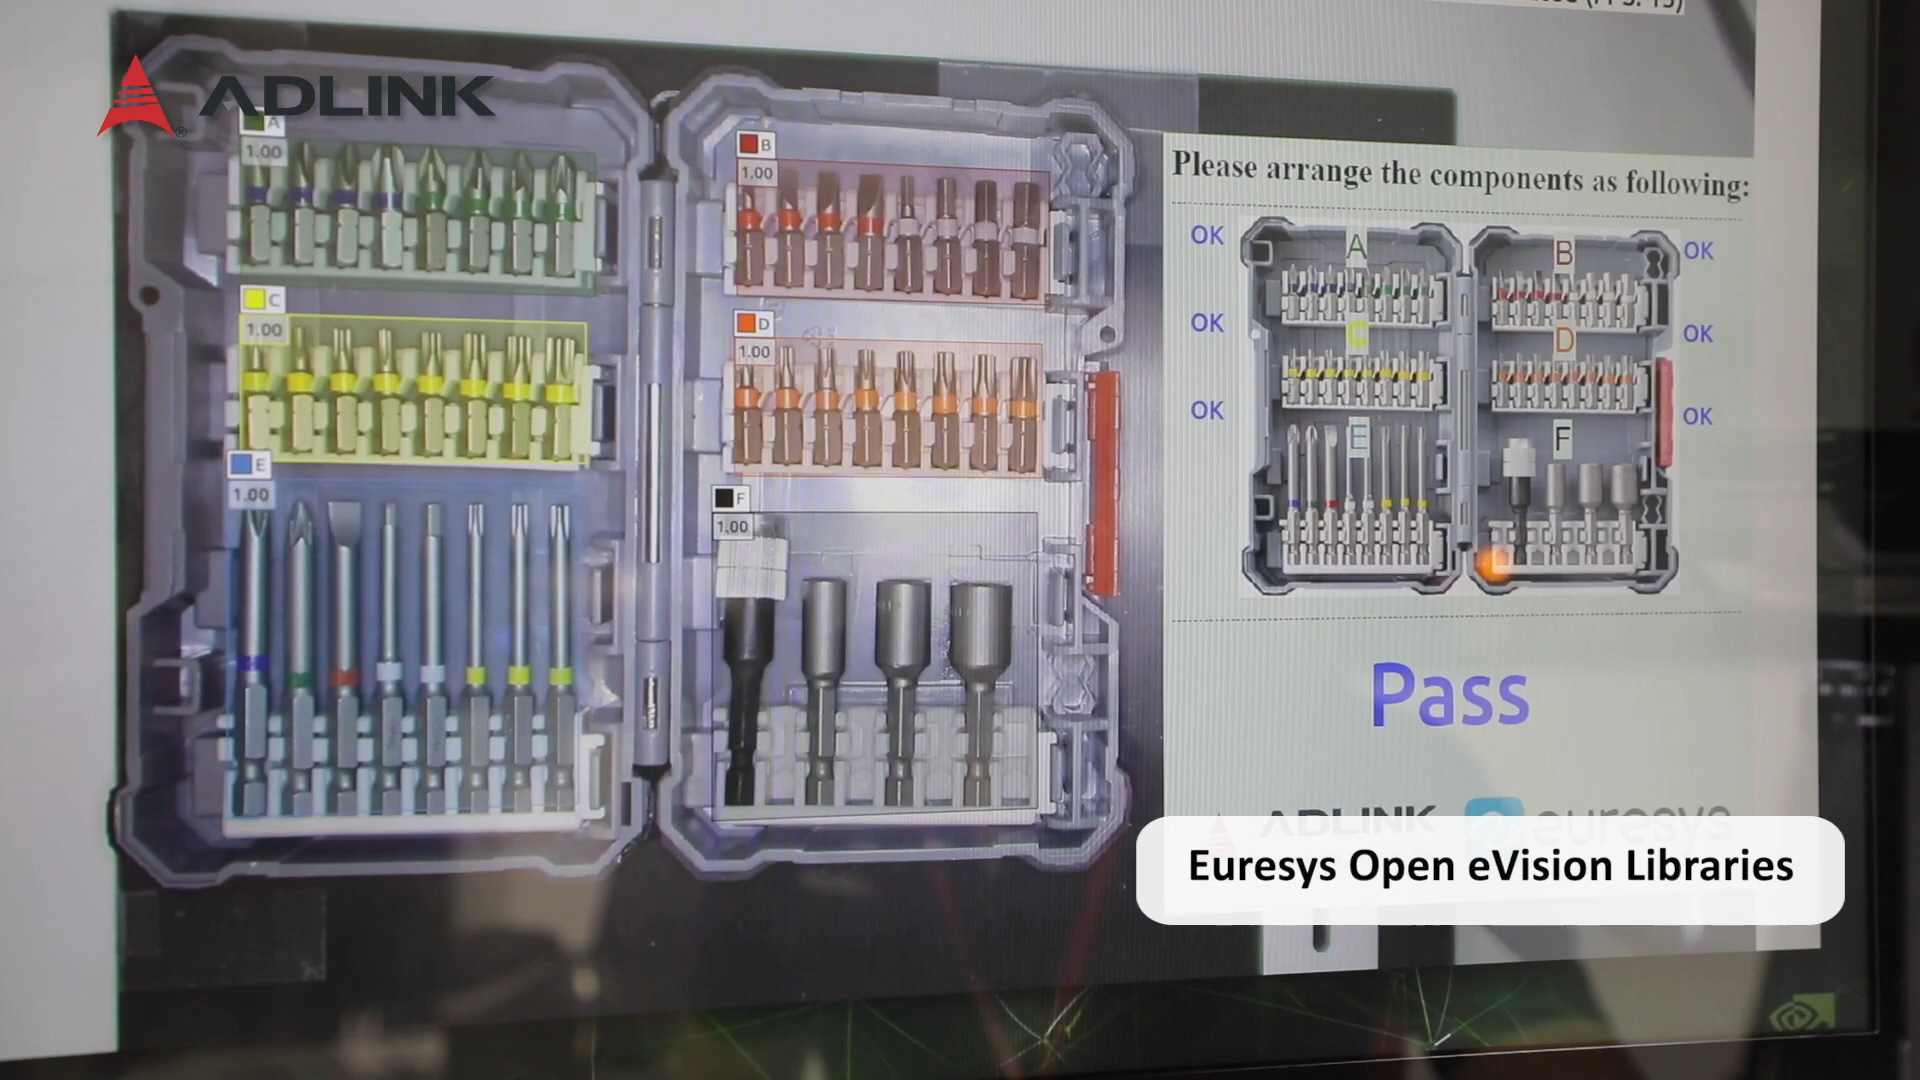 ADLINK
®
A
1.00
B
1.00
C
1.00
D
1.00
E
1.00
F
1.00
Please arrange the components as following:
OK
A
B
OK
OK
C
D
OK
OK
E
F
OK
Pass
ADLINK
euresys
Euresys Open eVision Libraries